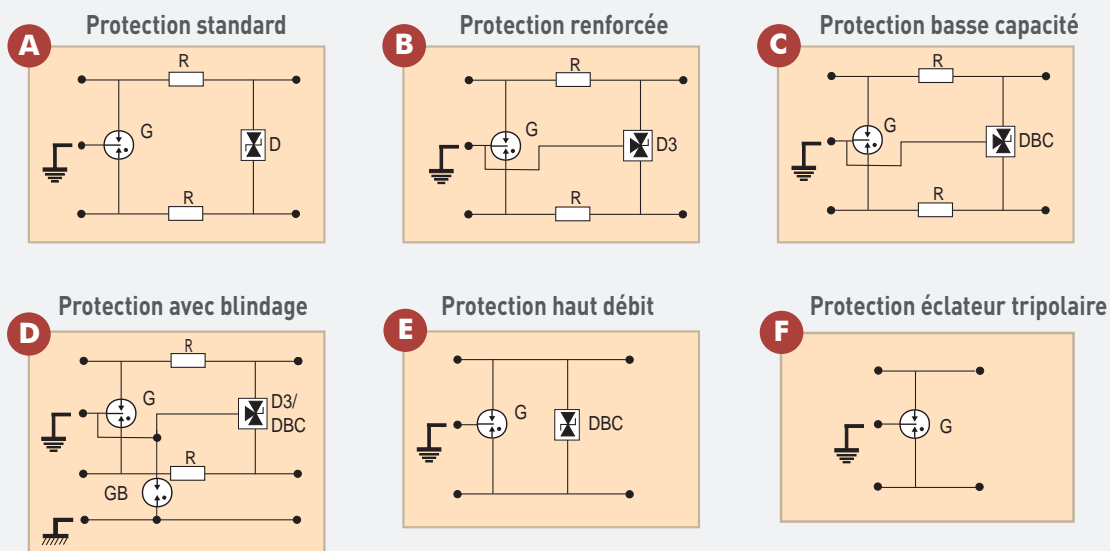 A Protection standard
R
G
D
R
B Protection renforcée
R
G
D3
R
C Protection basse capacité
R
G
DBC
R
D Protection avec blindage
R
G
D3/
DBC
R
GB
E Protection haut débit
G
DBC
F Protection éclateur tripolaire
G